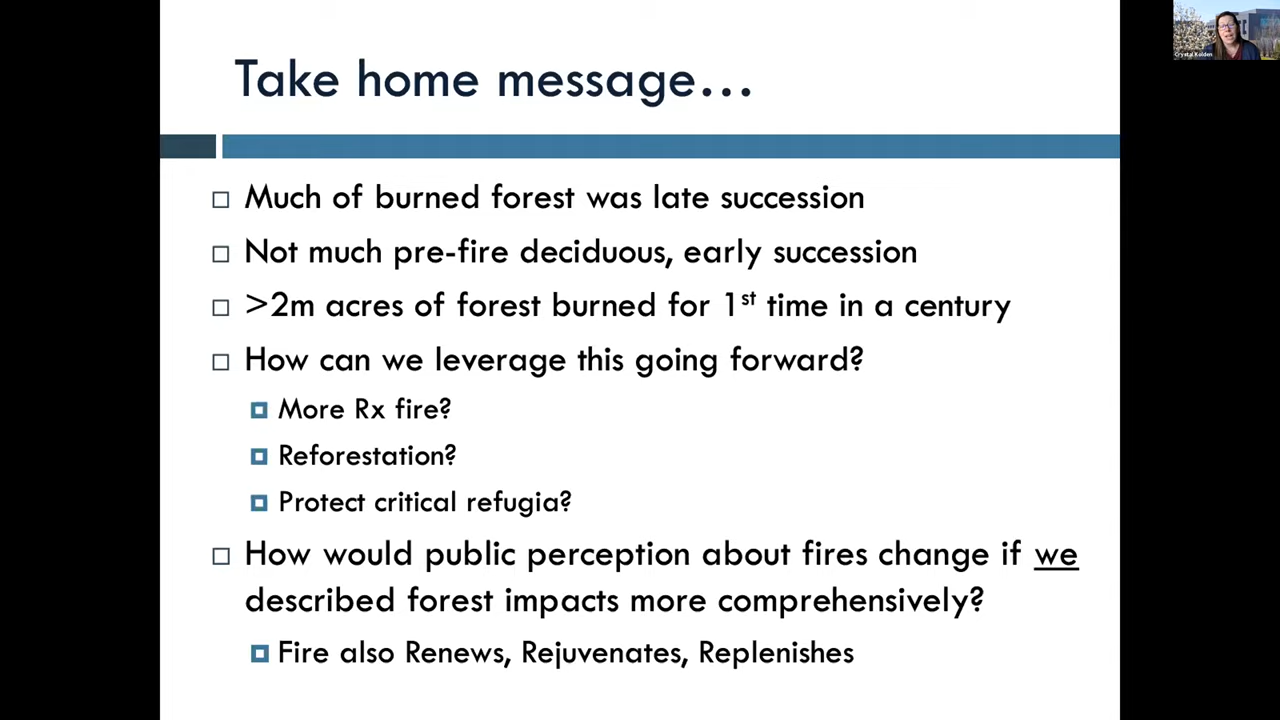 Take home message...
Much of burned forest was late succession
Not much pre-fire deciduous, early succession
>2m acres of forest burned for 1st time in a century
How can we leverage this going forward?
More Rx fire?
Reforestation?
Protect critical refugia?
How would public perception about fires change if we
described forest impacts more comprehensively?
Fire also Renews, Rejuvenates, Replenishes
Crystal Kolden